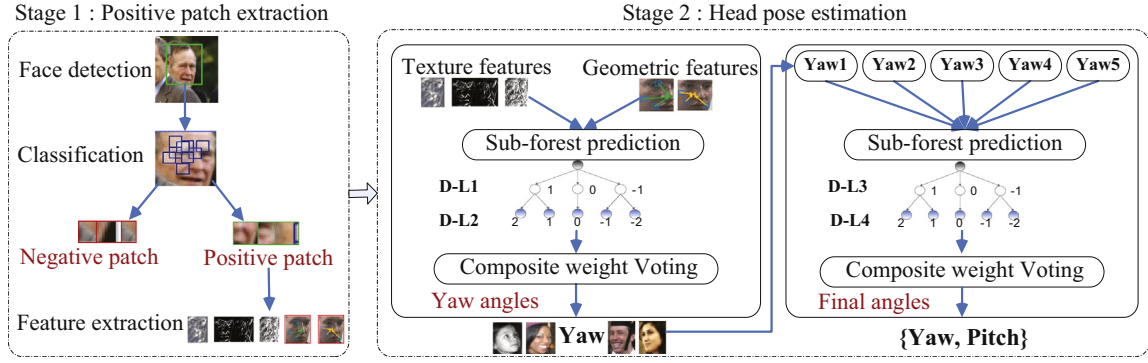 Stage 1 : Positive patch extraction
Face detection
Classification
Negative patch
Positive patch
Feature extraction
Stage 2 : Head pose estimation
Texture features
Geometric features
Sub-forest prediction
D-L1
1
0
-1
D-L2
2
1
0
-1
-2
Composite weight Voting
Yaw angles
Yaw
Yaw1
Yaw2
Yaw3
Yaw4
Yaw5
Sub-forest prediction
D-L3
1
0
-1
D-L4
2
1
0
-1
-2
Composite weight Voting
Final angles
{Yaw, Pitch}